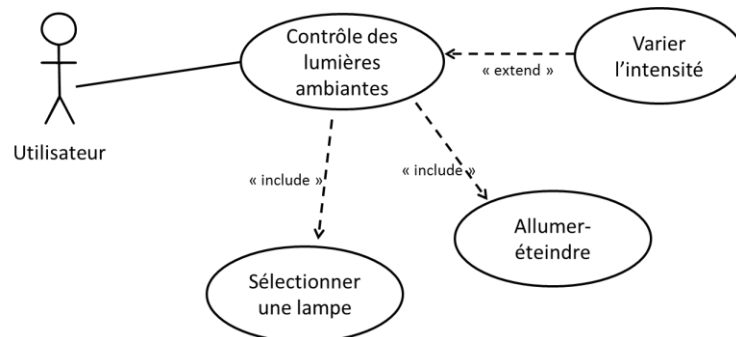 Contrôle des
lumières
ambiantes
Varier
l'intensité
« extend »
Utilisateur
« include »
« include »
Allumer-
éteindre
Sélectionner
une lampe